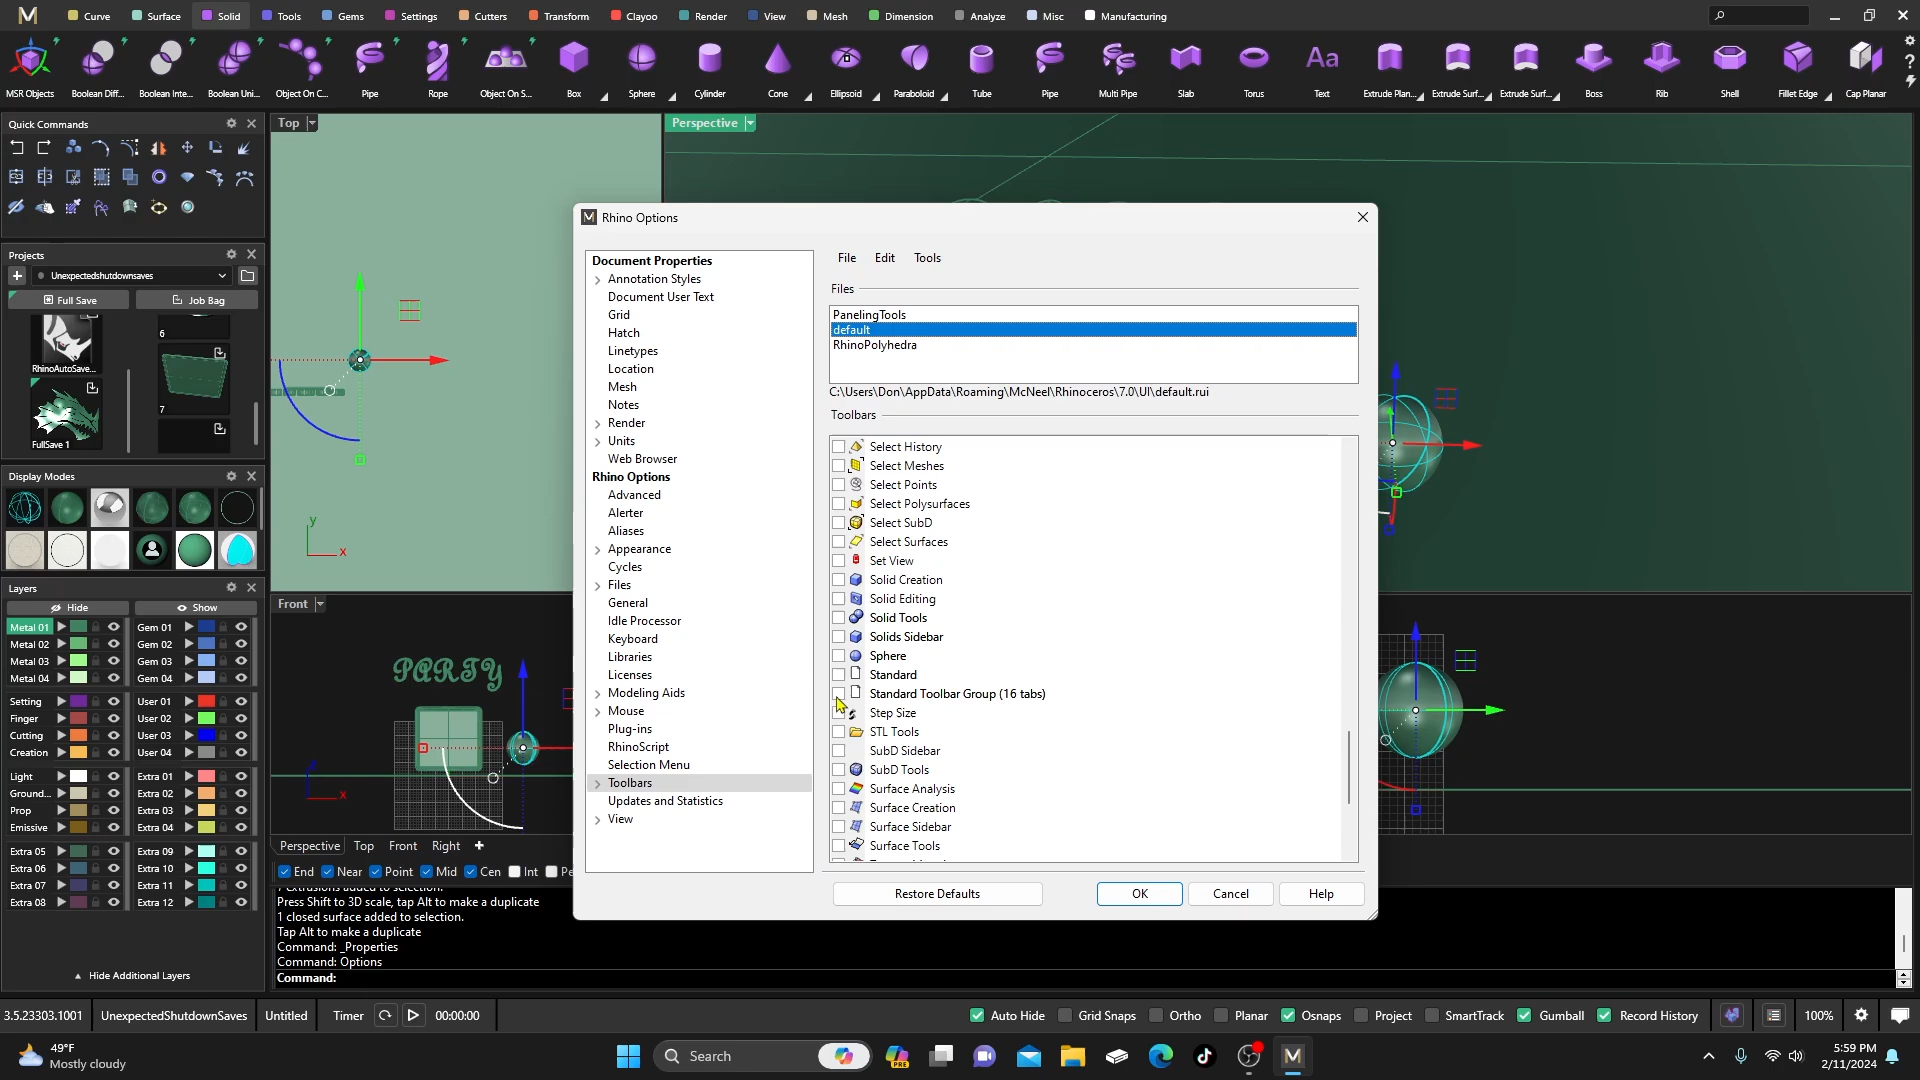 Curve Surface Solid Tools Gems Settings Cutters Transform Clayoo Render View Mesh Dimension Analyze Misc Manufacturing
MSR Objects Boolean Diff... Boolean Inte... Boolean Uni... Object On C... Pipe Rope Object On S... Box Sphere Cylinder Cone Ellipsoid Paraboloid Tube Pipe Multi Pipe Slab Torus Text Extrude Plan... Extrude Surf... Extrude Surf... Boss Rib Shell Fillet Edge Cap Planar
Quick Commands
Projects
Unexpectedshutdownsaves
Full Save Job Bag
6
RhinoAutoSave...
7
FullSave 1
Display Modes
Layers
Hide Show
Metal 01 Gem 01
Metal 02 Gem 02
Metal 03 Gem 03
Metal 04 Gem 04
Setting User 01
Finger User 02
Cutting User 03
Creation User 04
Light Extra 01
Ground... Extra 02
Prop Extra 03
Emissive Extra 04
Extra 05 Extra 09
Extra 06 Extra 10
Extra 07 Extra 11
Extra 08 Extra 12
Hide Additional Layers
Top
Perspective
y
x
Front
PARTY
x
Rhino Options
Document Properties
Annotation Styles
Document User Text
Grid
Hatch
Linetypes
Location
Mesh
Notes
Render
Units
Web Browser
Rhino Options
Advanced
Alerter
Aliases
Appearance
Cycles
Files
General
Idle Processor
Keyboard
Libraries
Licenses
Modeling Aids
Mouse
Plug-ins
RhinoScript
Selection Menu
Toolbars
Updates and Statistics
View
File Edit Tools
Files
PanelingTools
default
RhinoPolyhedra
C:\Users\Don\AppData\Roaming\McNeel\Rhinoceros\7.0\UI\default.rui
Toolbars
Select History
Select Meshes
Select Points
Select Polysurfaces
Select SubD
Select Surfaces
Set View
Solid Creation
Solid Editing
Solid Tools
Solids Sidebar
Sphere
Standard
Standard Toolbar Group (16 tabs)
Step Size
STL Tools
SubD Sidebar
SubD Tools
Surface Analysis
Surface Creation
Surface Sidebar
Surface Tools
Restore Defaults OK Cancel Help
Perspective Top Front Right
End Near Point Mid Cen Int Pe
Press Shift to 3D scale, tap Alt to make a duplicate
1 closed surface added to selection.
Tap Alt to make a duplicate
Command: _Properties
Command: Options
Command:
3.5.23303.1001 UnexpectedShutdownSaves Untitled Timer 00:00:00 Auto Hide Grid Snaps Ortho Planar Osnaps Project SmartTrack Gumball Record History 100%
49°F
Mostly cloudy
Search
PRE
5:59 PM
2/11/2024